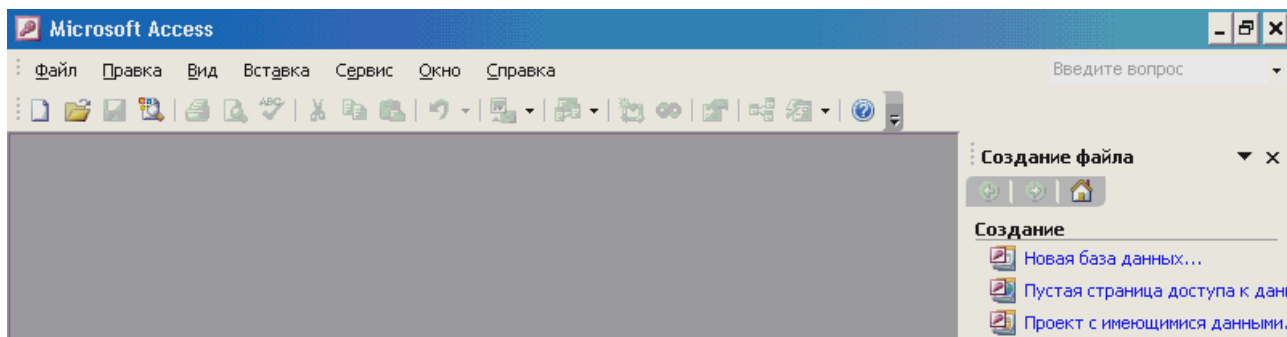 Microsoft Access
Файл Правка Вид Вставка Сервис Окно Справка Введите вопрос
ABC
Создание файла
Создание
Новая база данных...
Пустая страница доступа к дан
Проект с имеющимися данными.